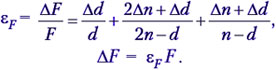 ε_F = ΔF/F = Δd/d + (2Δn + Δd)/(2n − d) + (Δn + Δd)/(n − d),
ΔF = ε_F F.